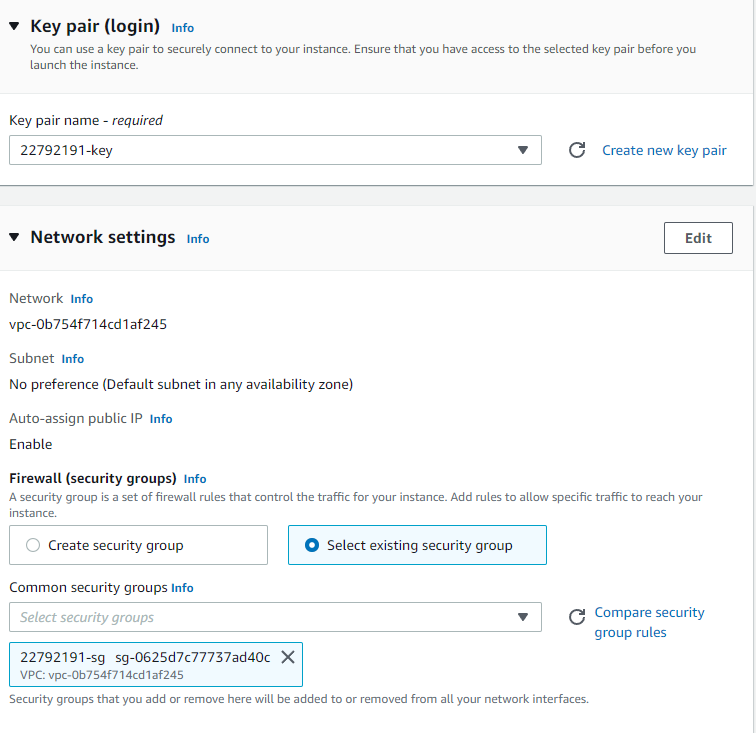 Key pair (login) Info
You can use a key pair to securely connect to your instance. Ensure that you have access to the selected key pair before you
launch the instance.
Key pair name - required
22792191-key
Create new key pair
Network settings Info
Edit
Network Info
vpc-0b754f714cd1af245
Subnet Info
No preference (Default subnet in any availability zone)
Auto-assign public IP Info
Enable
Firewall (security groups) Info
A security group is a set of firewall rules that control the traffic for your instance. Add rules to allow specific traffic to reach your
instance.
Create security group
Select existing security group
Common security groups Info
Select security groups
Compare security
group rules
22792191-sg sg-0625d7c77737ad40c
VPC: vpc-0b754f714cd1af245
Security groups that you add or remove here will be added to or removed from all your network interfaces.